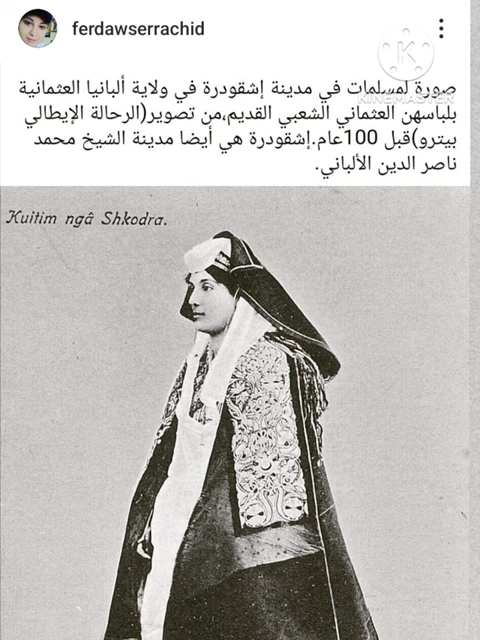 ferdawserrachid
صورة لمسلمات في مدينة إشقودرة في ولاية ألبانيا العثمانية
بلباسهن العثماني الشعبي القديم،من تصوير(الرحالة الإيطالي
بيترو)قبل 100عام.إشقودرة هي أيضا مدينة الشيخ محمد
ناصر الدين الألباني.
KINEMASTER
Kuitim ngâ Shkodra.